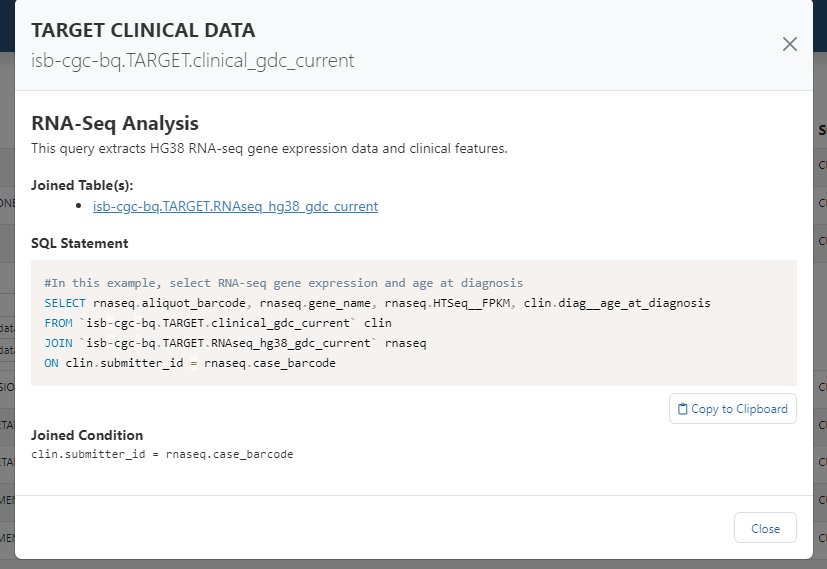 TARGET CLINICAL DATA
isb-cgc-bq.TARGET.clinical_gdc_current
RNA-Seq Analysis
This query extracts HG38 RNA-seq gene expression data and clinical features.
Joined Table(s):
isb-cgc-bq.TARGET.RNAseq_hg38_gdc_current
SQL Statement
#In this example, select RNA-seq gene expression and age at diagnosis
SELECT rnaseq.aliquot_barcode, rnaseq.gene_name, rnaseq.HTSeq__FPKM, clin.diag__age_at_diagnosis
FROM `isb-cgc-bq.TARGET.clinical_gdc_current` clin
JOIN `isb-cgc-bq.TARGET.RNAseq_hg38_gdc_current` rnaseq
ON clin.submitter_id = rnaseq.case_barcode
Copy to Clipboard
Joined Condition
clin.submitter_id = rnaseq.case_barcode
Close